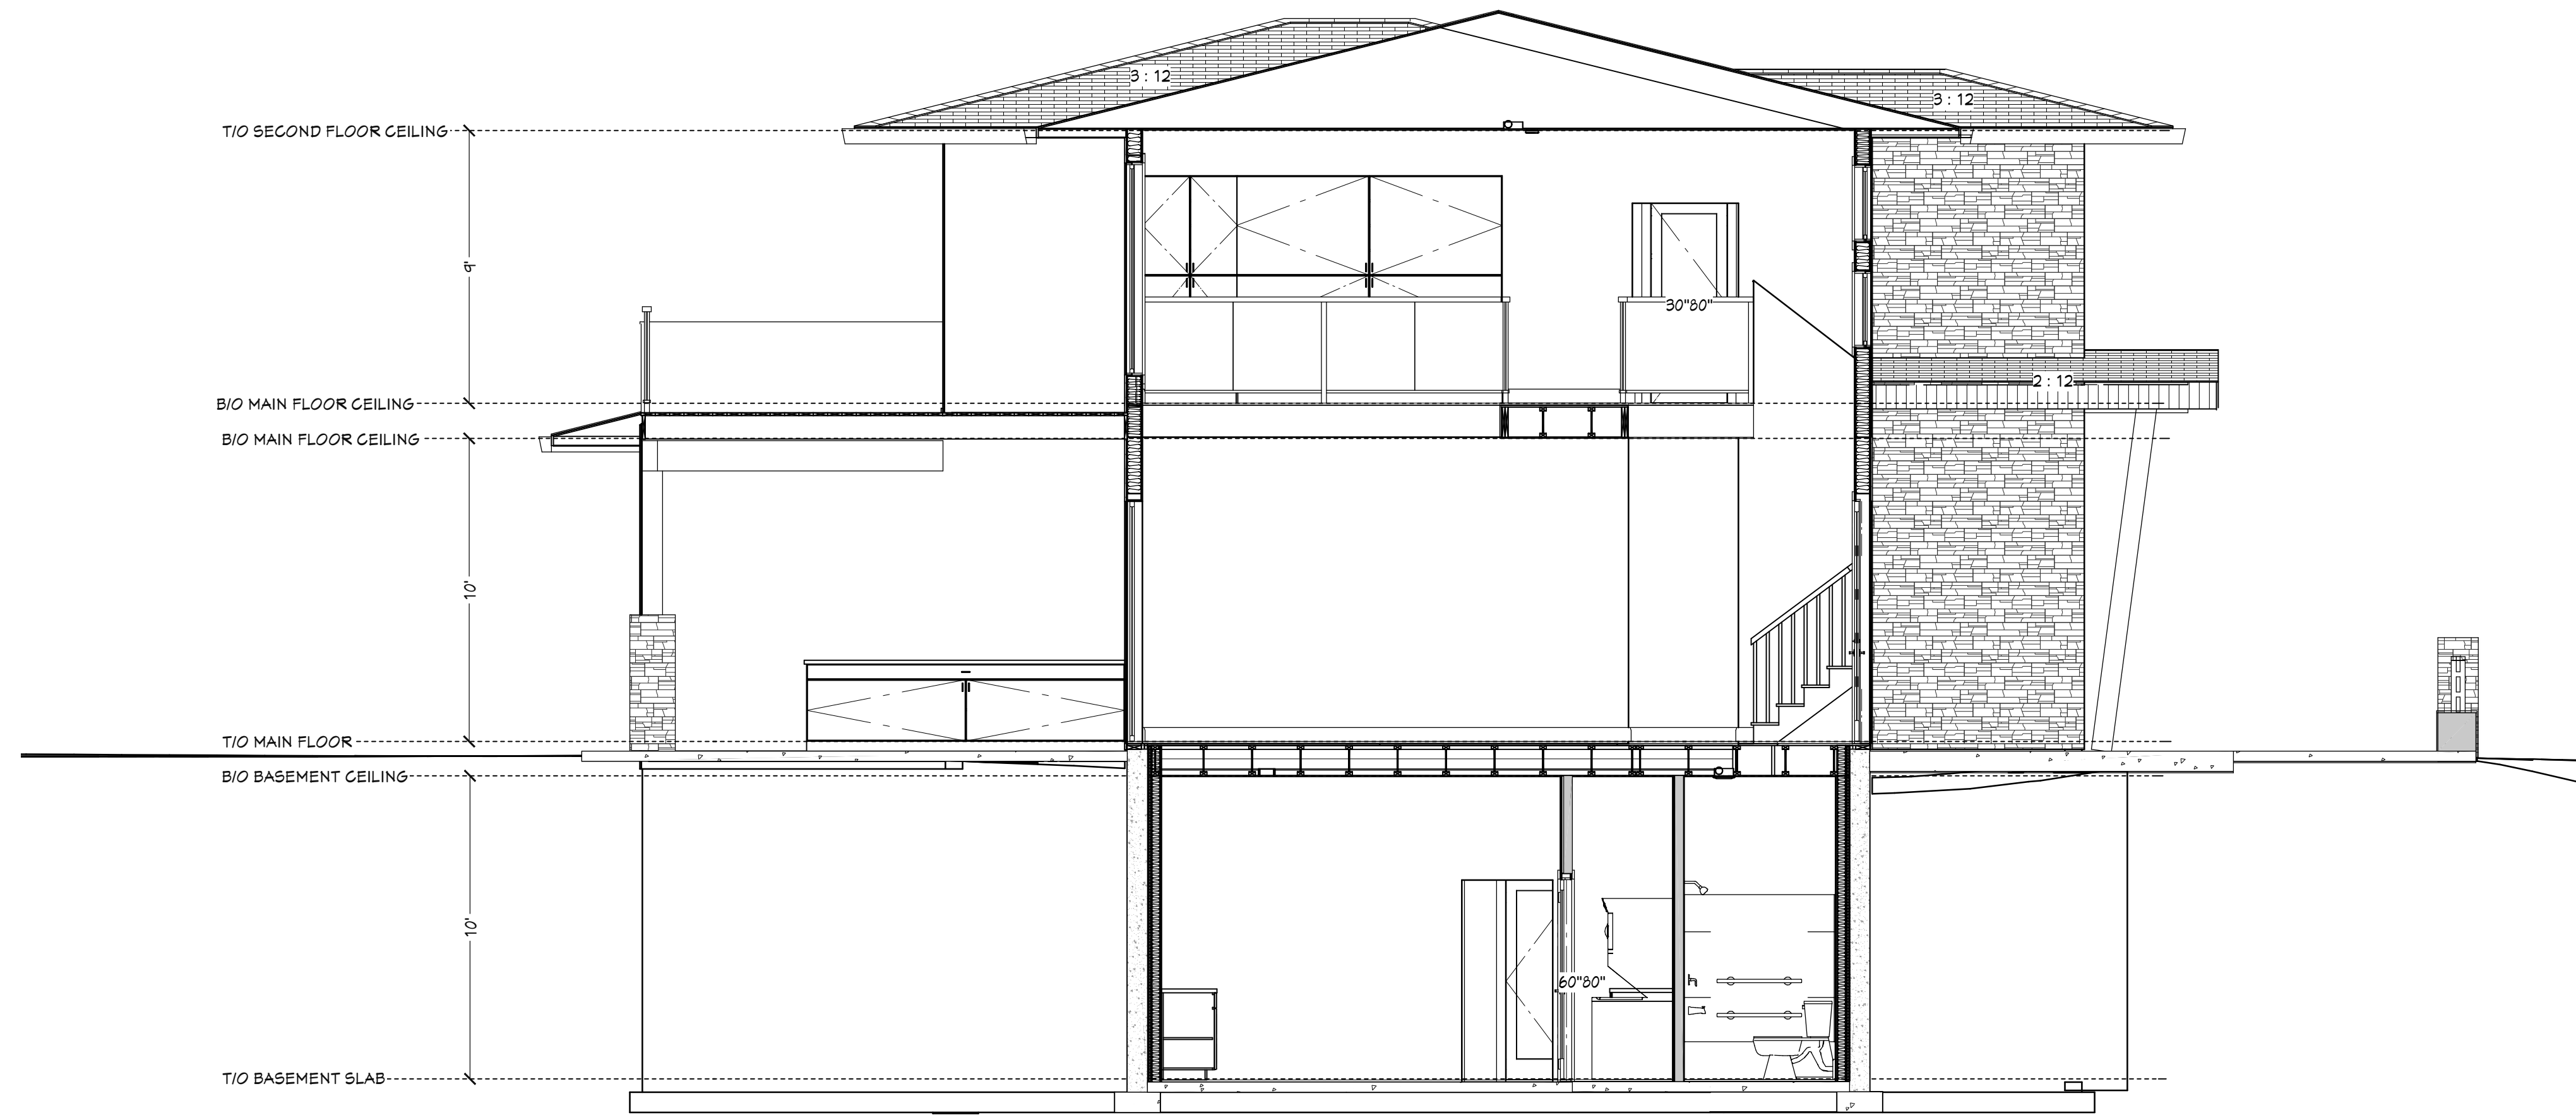 3 : 12
3 : 12
T/O SECOND FLOOR CEILING
9'
30"80"
2 : 12
B/O MAIN FLOOR CEILING
B/O MAIN FLOOR CEILING
10'
T/O MAIN FLOOR
B/O BASEMENT CEILING
10'
60"80"
T/O BASEMENT SLAB